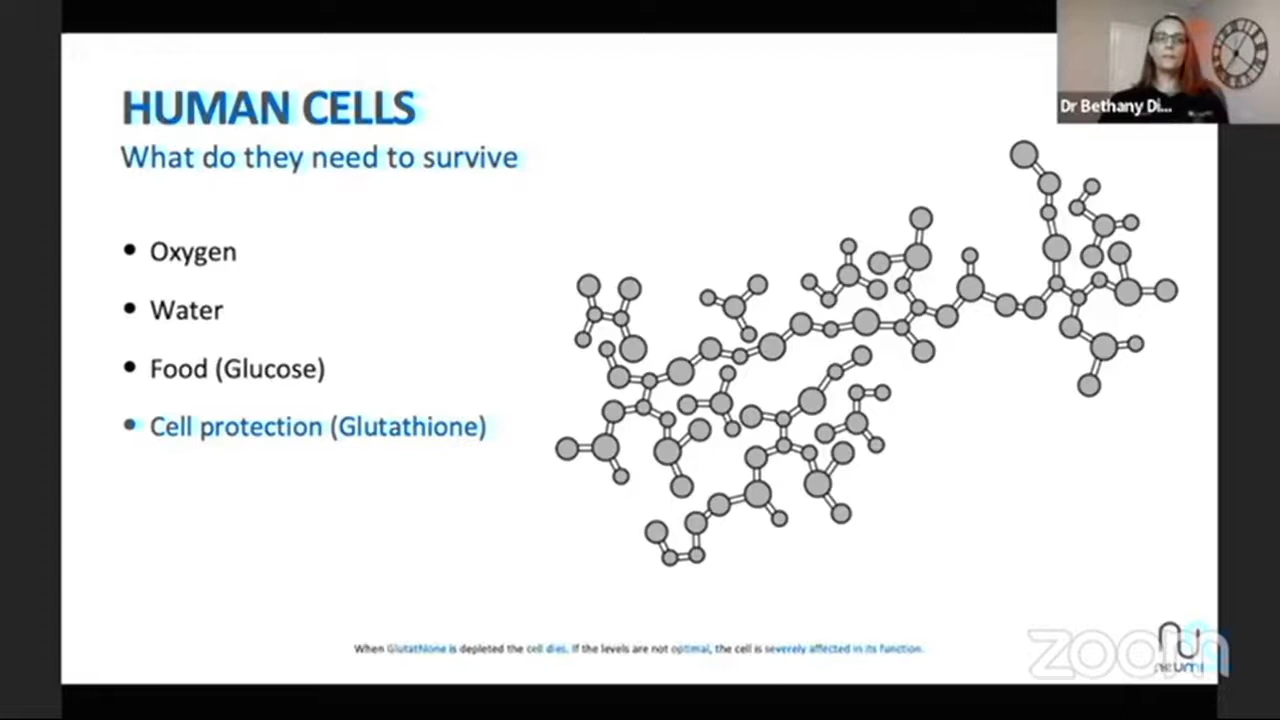 HUMAN CELLS
What do they need to survive
Dr Bethany Di...
• Oxygen
• Water
• Food (Glucose)
• Cell protection (Glutathione)
When Glutathione is depleted the cell dies. If the levels are not optimal, the cell is severely affected in its function.
zoom
neumi